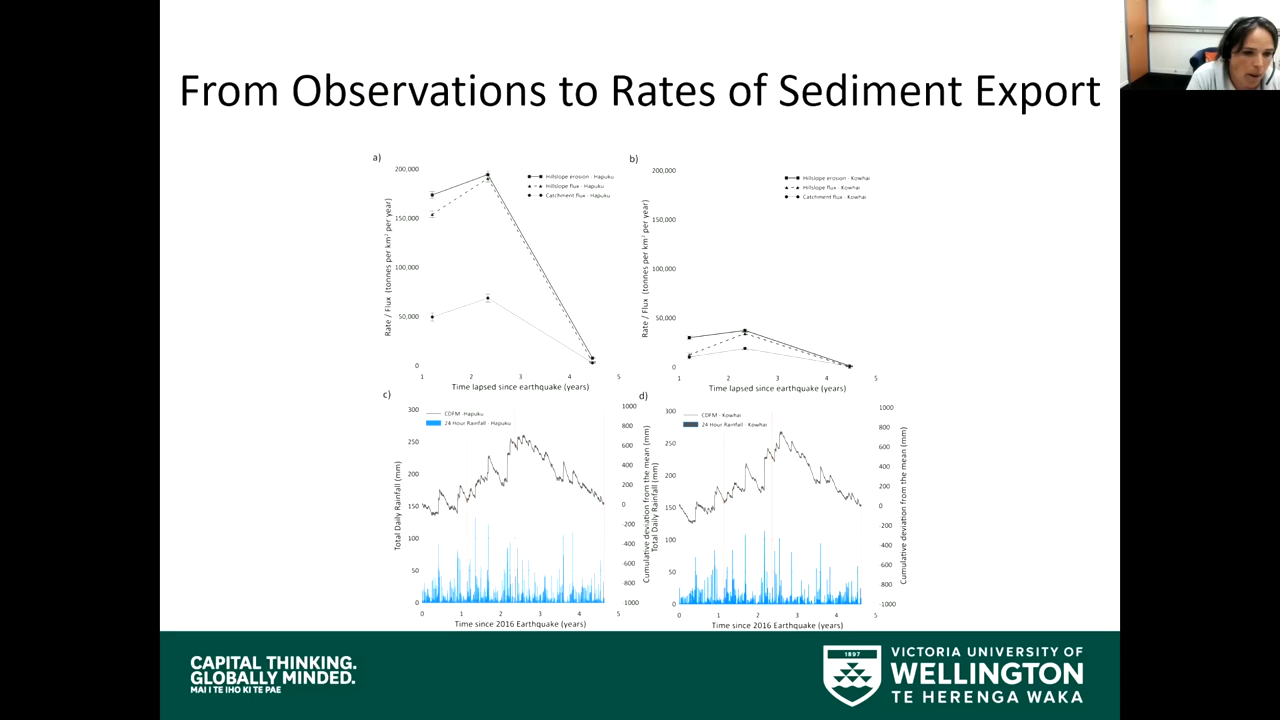 From Observations to Rates of Sediment Export
a)
200,000
150,000
100,000
50,000
0
Rate / Flux (tonnes per km² per year)
Hillslope erosion - Hapuku
Hillslope flux - Hapuku
Catchment flux - Hapuku
1 2 3 4 5
Time lapsed since earthquake (years)
b)
200,000
150,000
100,000
50,000
0
Rate / Flux (tonnes per km² per year)
Hillslope erosion - Kowhai
Hillslope flux - Kowhai
Catchment flux - Kowhai
1 2 3 4 5
Time lapsed since earthquake (years)
c)
300
250
200
150
100
50
0
Total Daily Rainfall (mm)
CDFM -Hapuku
24 Hour Rainfall - Hapuku
1000
800
600
400
200
0
-200
-400
-600
-800
-1000
Cumulative deviation from the mean (mm)
0 1 2 3 4 5
Time since 2016 Earthquake (years)
d)
300
250
200
150
100
50
0
Total Daily Rainfall (mm)
CDFM - Kowhai
24 Hour Rainfall - Kowhai
1000
800
600
400
200
0
-200
-400
-600
-800
-1000
Cumulative deviation from the mean (mm)
0 1 2 3 4 5
Time since 2016 Earthquake (years)
CAPITAL THINKING.
GLOBALLY MINDED.
MAI I TE IHO KI TE PAE
1897
VICTORIA UNIVERSITY OF
WELLINGTON
TE HERENGA WAKA